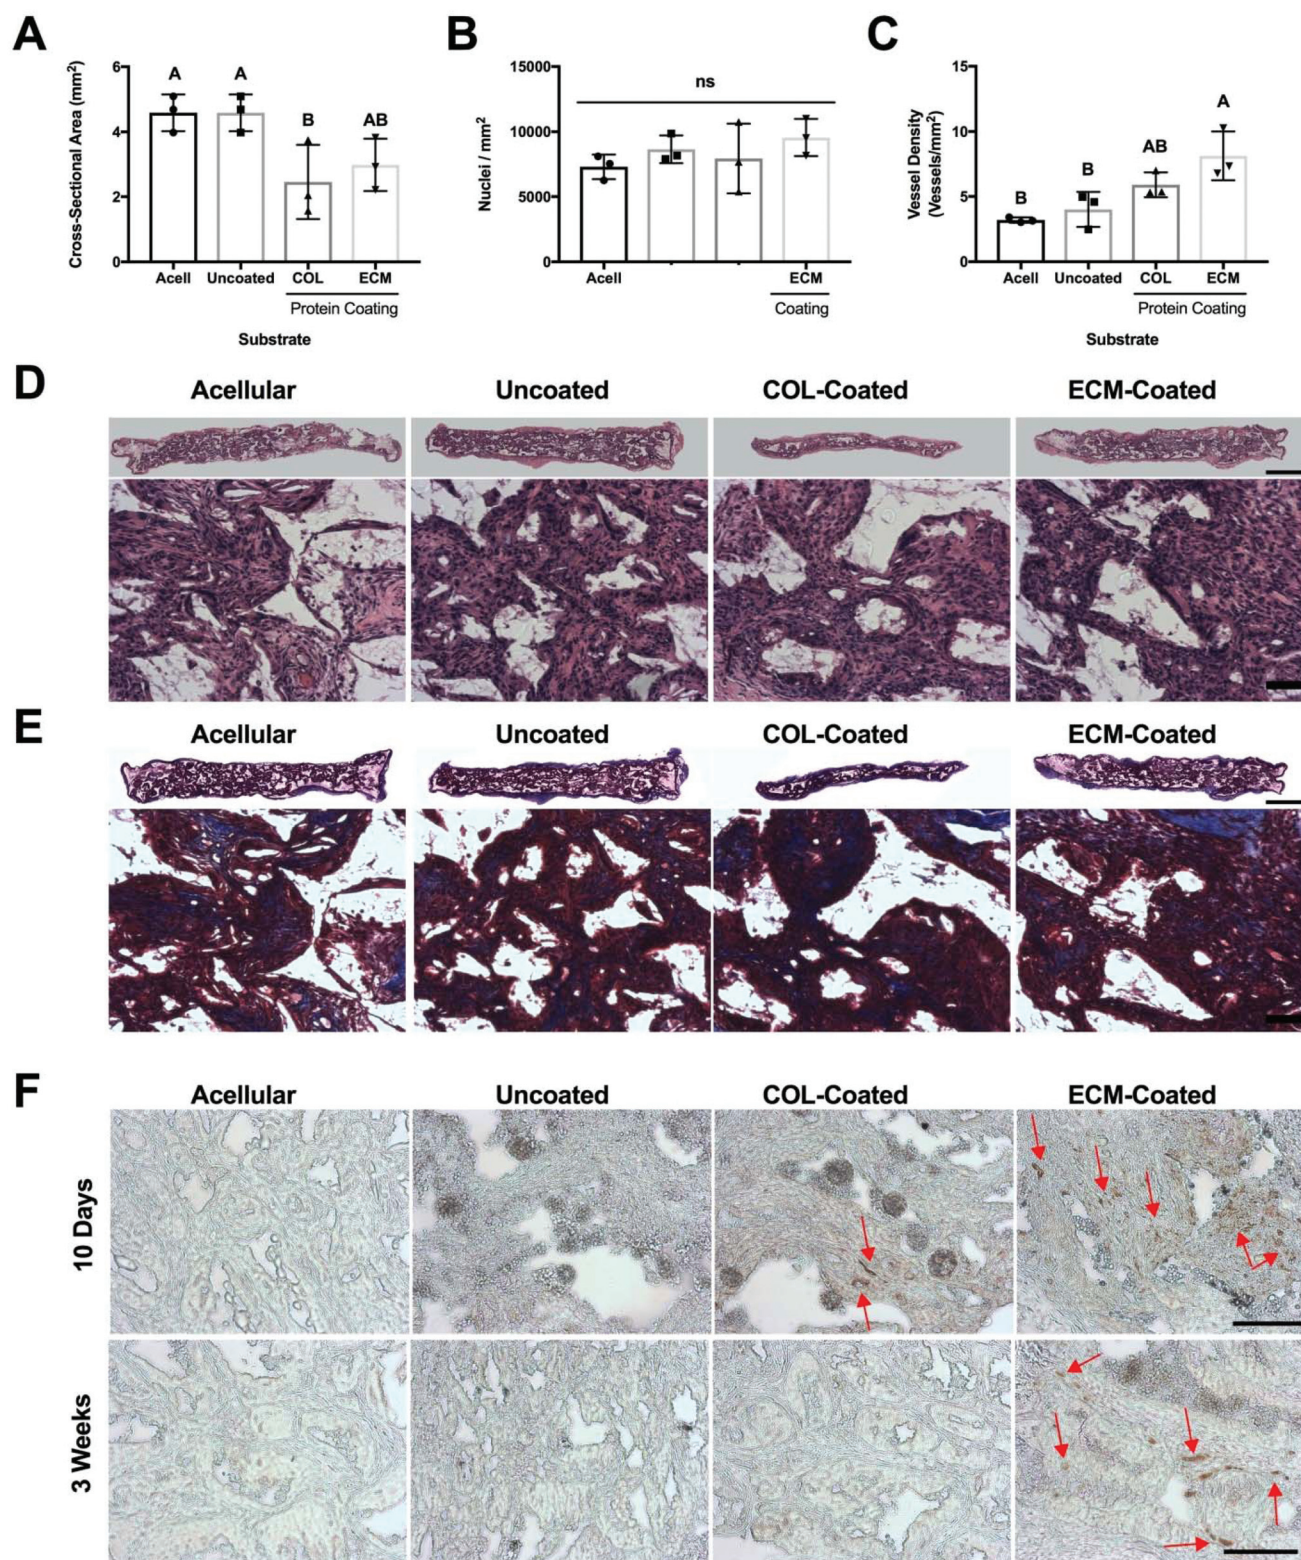 A
Cross-Sectional Area (mm²)
6
4
2
0
A
A
B
AB
Acell
Uncoated
COL
ECM
Protein Coating
Substrate
B
Nuclei / mm²
15000
10000
5000
0
ns
Acell
ECM
Coating
C
Vessel Density
(Vessels/mm²)
15
10
5
0
B
B
AB
A
Acell
Uncoated
COL
ECM
Protein Coating
Substrate
D
Acellular
Uncoated
COL-Coated
ECM-Coated
E
Acellular
Uncoated
COL-Coated
ECM-Coated
F
Acellular
Uncoated
COL-Coated
ECM-Coated
10 Days
3 Weeks